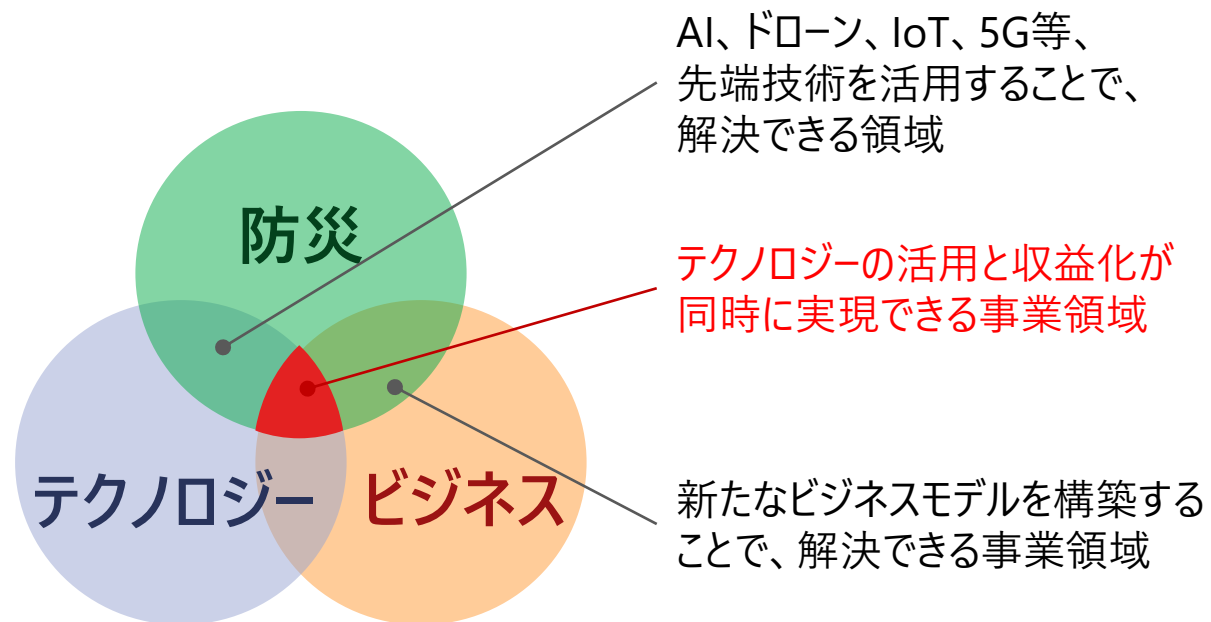 AI、ドローン、IoT、5G等、
先端技術を活用することで、
解決できる領域
防災
テクノロジーの活用と収益化が
同時に実現できる事業領域
テクノロジー
ビジネス
新たなビジネスモデルを構築する
ことで、解決できる事業領域